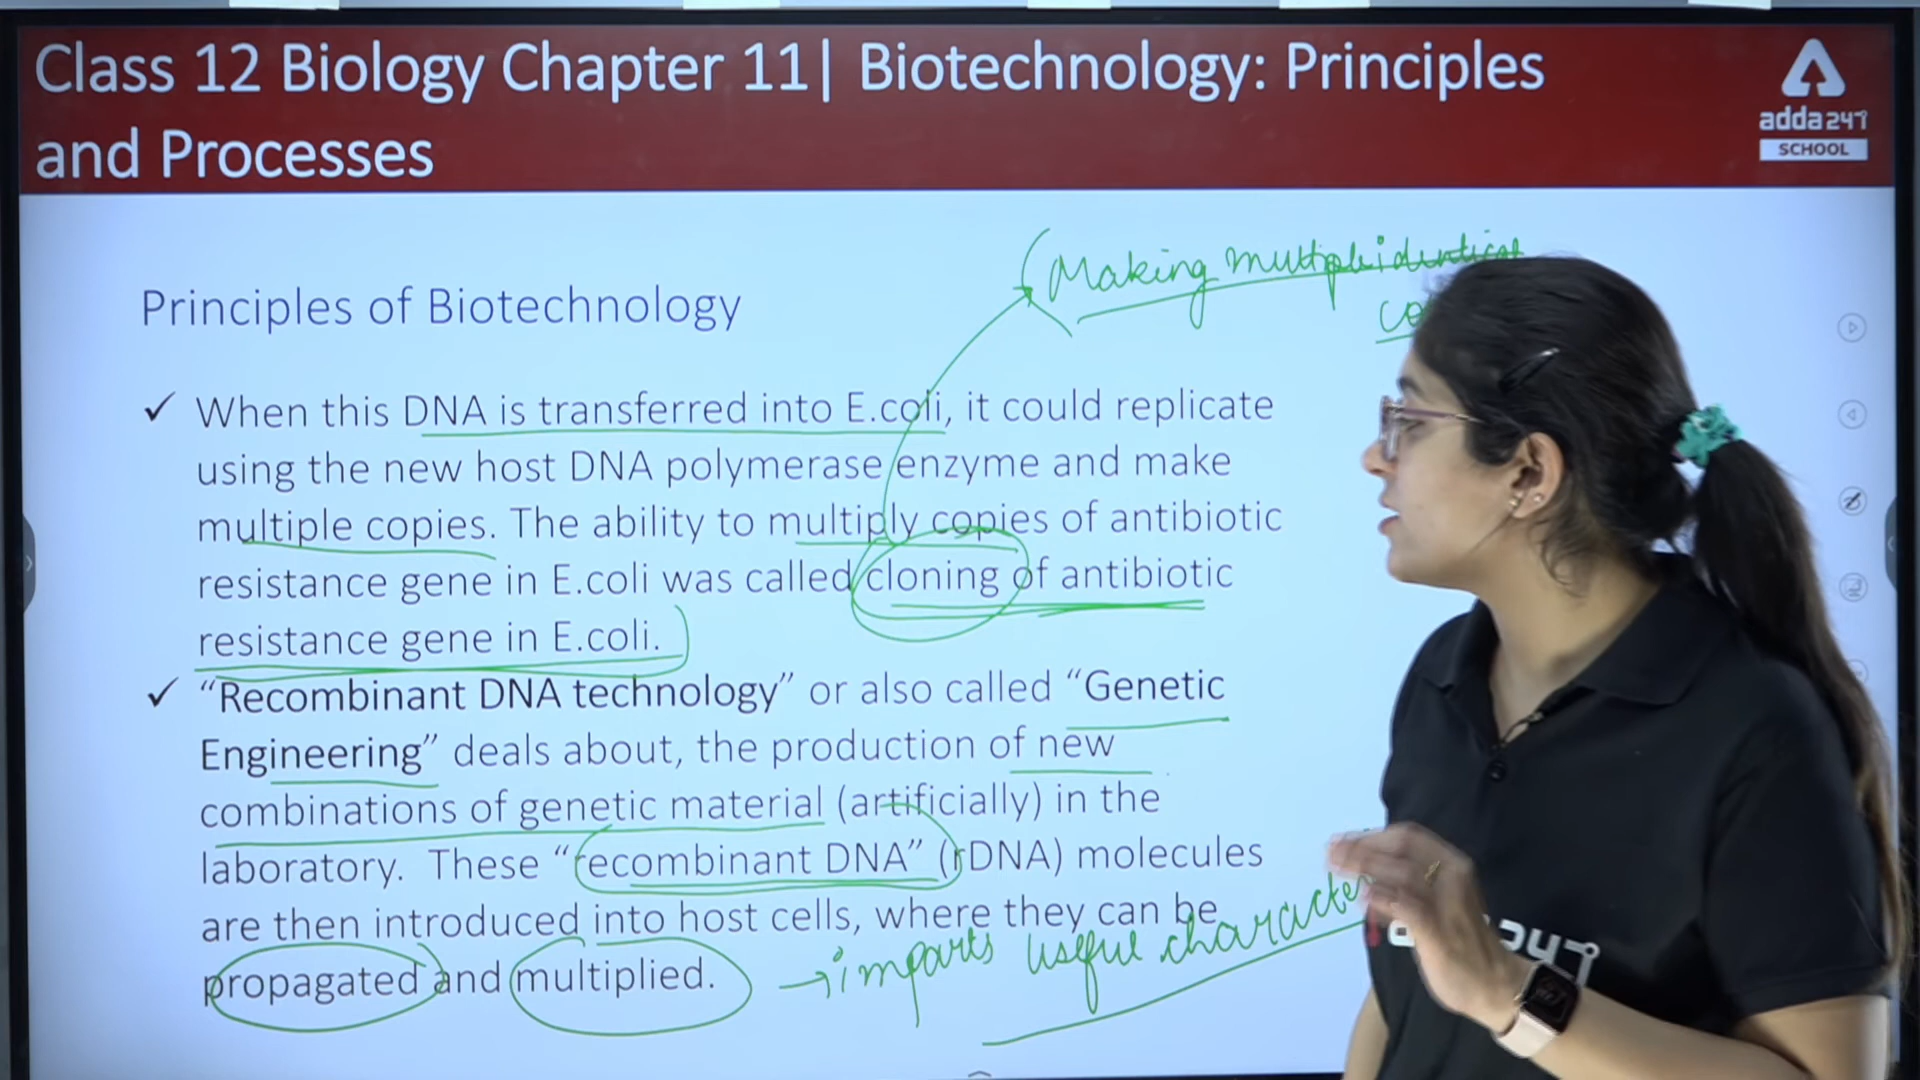 Class 12 Biology Chapter 11| Biotechnology: Principles
and Processes
adda247
SCHOOL
(Making multiple identical
Principles of Biotechnology
✓ When this DNA is transferred into E.coli, it could replicate
using the new host DNA polymerase enzyme and make
multiple copies. The ability to multiply copies of antibiotic
resistance gene in E.coli was called cloning of antibiotic
resistance gene in E.coli.
✓ “Recombinant DNA technology” or also called “Genetic
Engineering” deals about, the production of new
combinations of genetic material (artificially) in the
laboratory. These “recombinant DNA” (rDNA) molecules
are then introduced into host cells, where they can be
propagated and multiplied.
→ imparts useful character